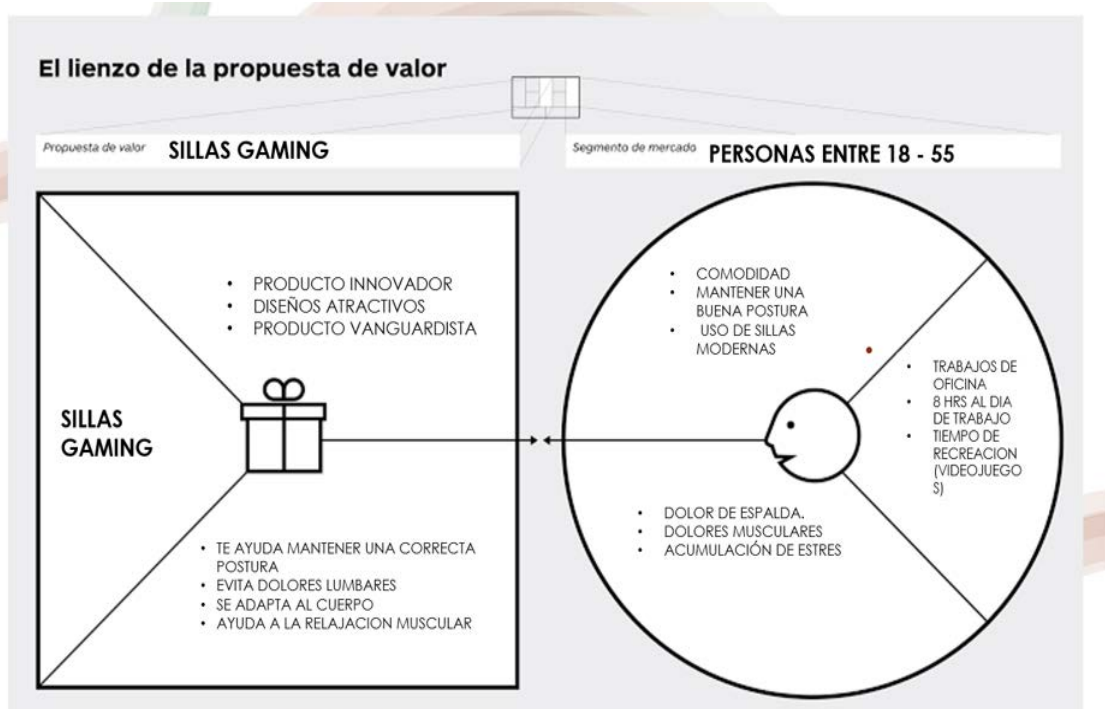 El lienzo de la propuesta de valor
Propuesta de valor SILLAS GAMING
Segmento de mercado PERSONAS ENTRE 18 - 55
• PRODUCTO INNOVADOR
• DISEÑOS ATRACTIVOS
• PRODUCTO VANGUARDISTA
SILLAS
GAMING
• TE AYUDA MANTENER UNA CORRECTA
POSTURA
• EVITA DOLORES LUMBARES
• SE ADAPTA AL CUERPO
• AYUDA A LA RELAJACION MUSCULAR
• COMODIDAD
• MANTENER UNA
BUENA POSTURA
• USO DE SILLAS
MODERNAS
• TRABAJOS DE
OFICINA
• 8 HRS AL DIA
DE TRABAJO
• TIEMPO DE
RECREACION
(VIDEOJUEGO
S)
• DOLOR DE ESPALDA.
• DOLORES MUSCULARES
• ACUMULACIÓN DE ESTRES